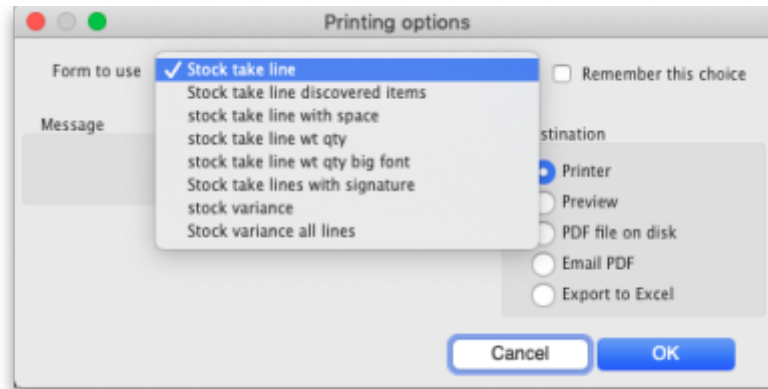 Printing options
Form to use
✓ Stock take line
Stock take line discovered items
stock take line with space
stock take line wt qty
stock take line wt qty big font
Stock take lines with signature
stock variance
Stock variance all lines
Remember this choice
Message
stination
Printer
Preview
PDF file on disk
Email PDF
Export to Excel
Cancel
OK